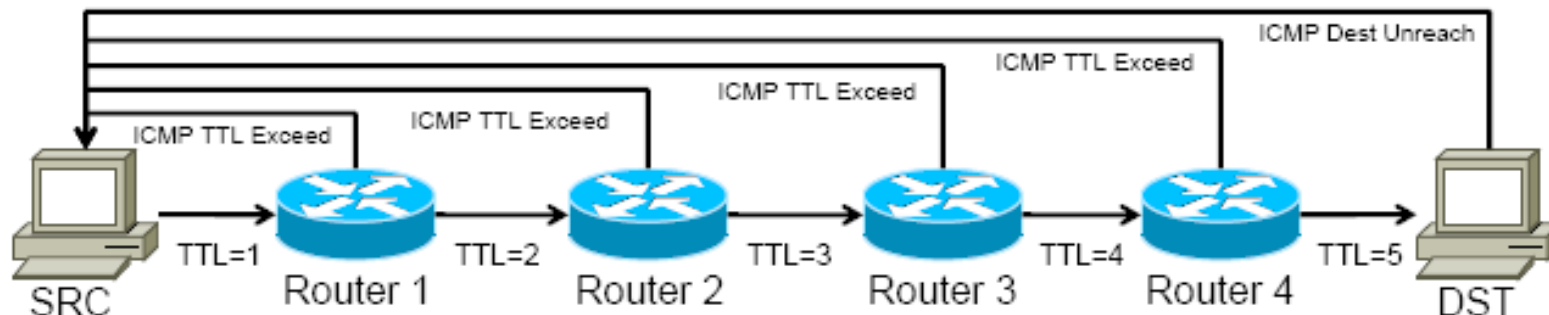 ICMP Dest Unreach
ICMP TTL Exceed
ICMP TTL Exceed
ICMP TTL Exceed
ICMP TTL Exceed
TTL=1
TTL=2
TTL=3
TTL=4
TTL=5
SRC
Router 1
Router 2
Router 3
Router 4
DST